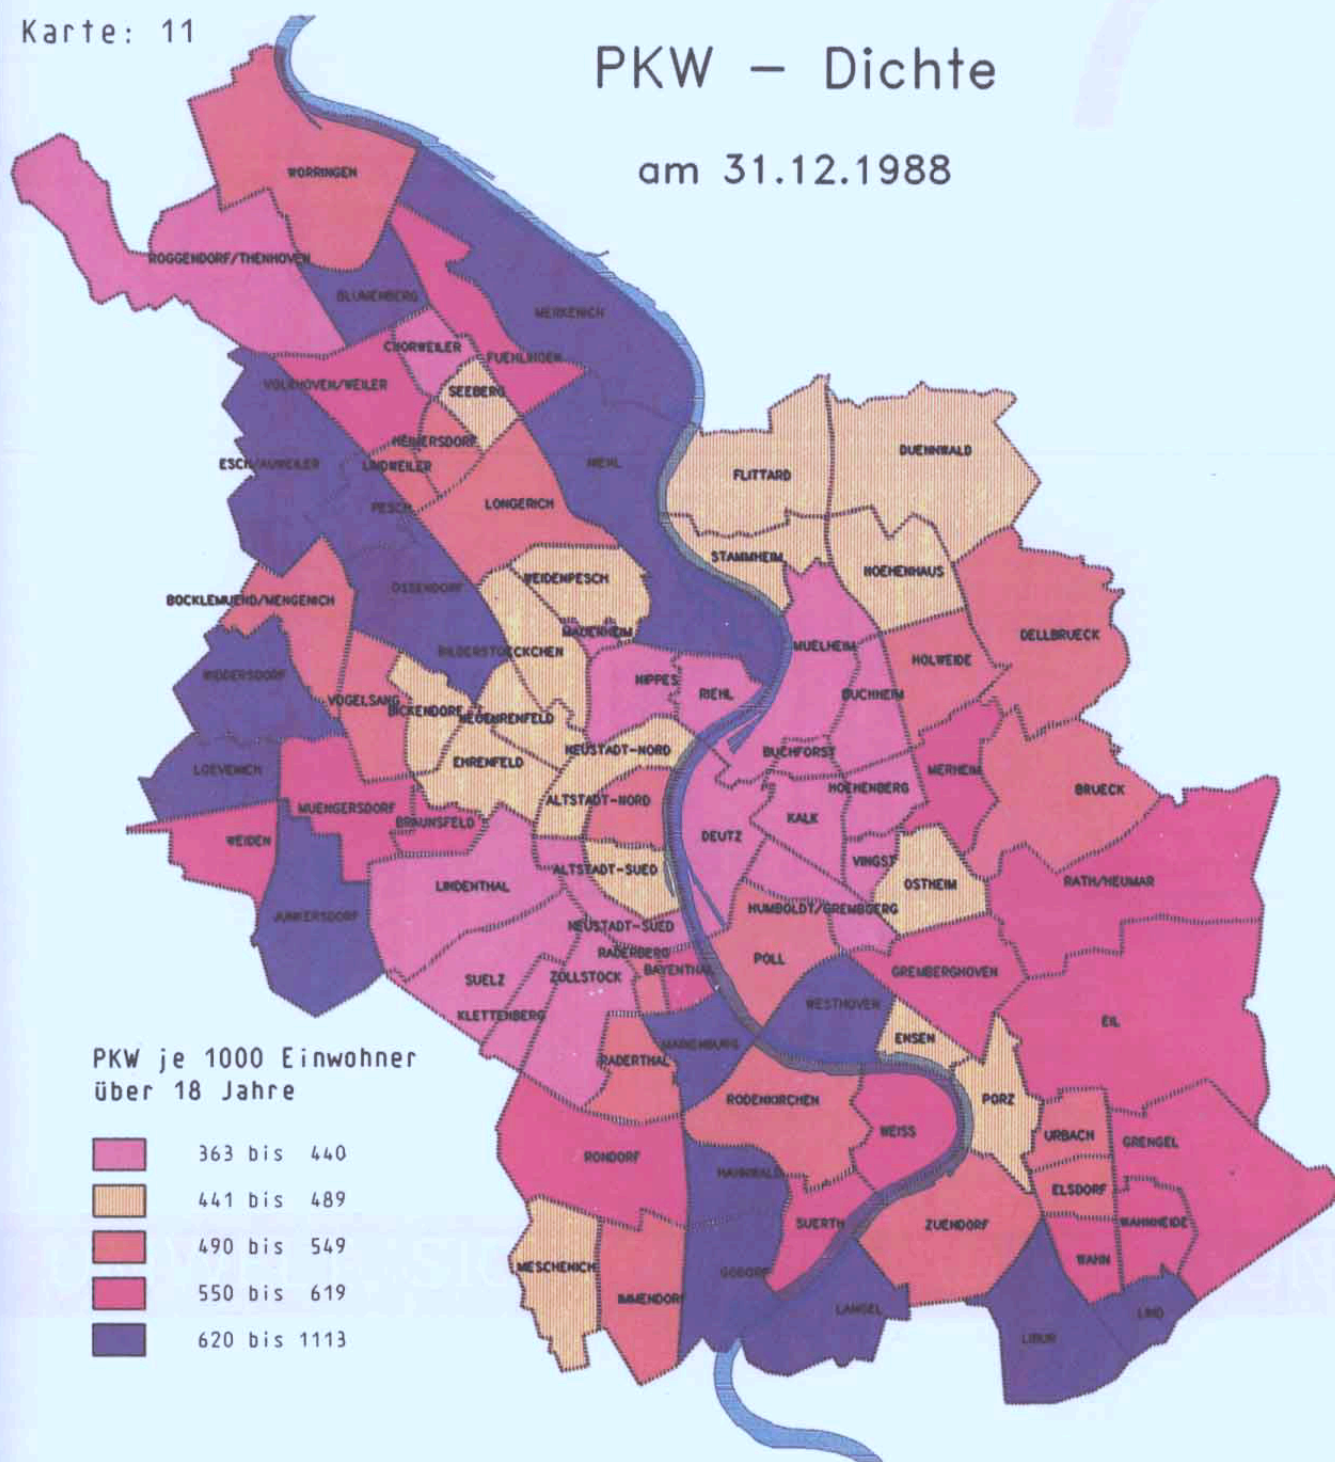 Karte: 11
PKW – Dichte
am 31.12.1988
WORRINGEN
ROGGENDORF/THENHOVEN
BLUMENBERG
MERKENICH
CHORWEILER
FUEHLINGEN
VOLKHOVEN/WEILER
SEEBERG
HEIMERSDORF
ESCH/AUWEILER
LINDWEILER
NIEHL
DUENNWALD
FLITTARD
PESCH
LONGERICH
STAMMHEIM
HOEHENHAUS
WEIDENPESCH
OSSENDORF
BOCKLEMUEND/MENGENICH
MAUENHEIM
DELLBRUECK
BILDERSTOECKCHEN
MUELHEIM
HOLWEIDE
WIDDERSDORF
NIPPES
RIEHL
BUCHHEIM
VOGELSANG
BICKENDORF
NEUEHRENFELD
NEUSTADT-NORD
BUCHFORST
EHRENFELD
LOEVENICH
MERHEIM
HOEHENBERG
BRUECK
ALTSTADT-NORD
MUENGERSDORF
BRAUNSFELD
KALK
DEUTZ
WEIDEN
VINGST
ALTSTADT-SUED
OSTHEIM
RATH/HEUMAR
LINDENTHAL
JUNKERSDORF
HUMBOLDT/GREMBGERG
NEUSTADT-SUED
RADERBERG
POLL
BAYENTHAL
GREMBERGHOVEN
SUELZ
ZOLLSTOCK
WESTHOVEN
KLETTENBERG
EIL
ENSEN
MARIENBURG
RADERTHAL
PORZ
RODENKIRCHEN
WEISS
URBACH
GRENGEL
RONDORF
HAHNWALD
ELSDORF
SUERTH
ZUENDORF
WAHNHEIDE
WAHN
MESCHENICH
GODORF
IMMENDORF
LANGEL
LIND
LIBUR
PKW je 1000 Einwohner
über 18 Jahre
363 bis 440
441 bis 489
490 bis 549
550 bis 619
620 bis 1113